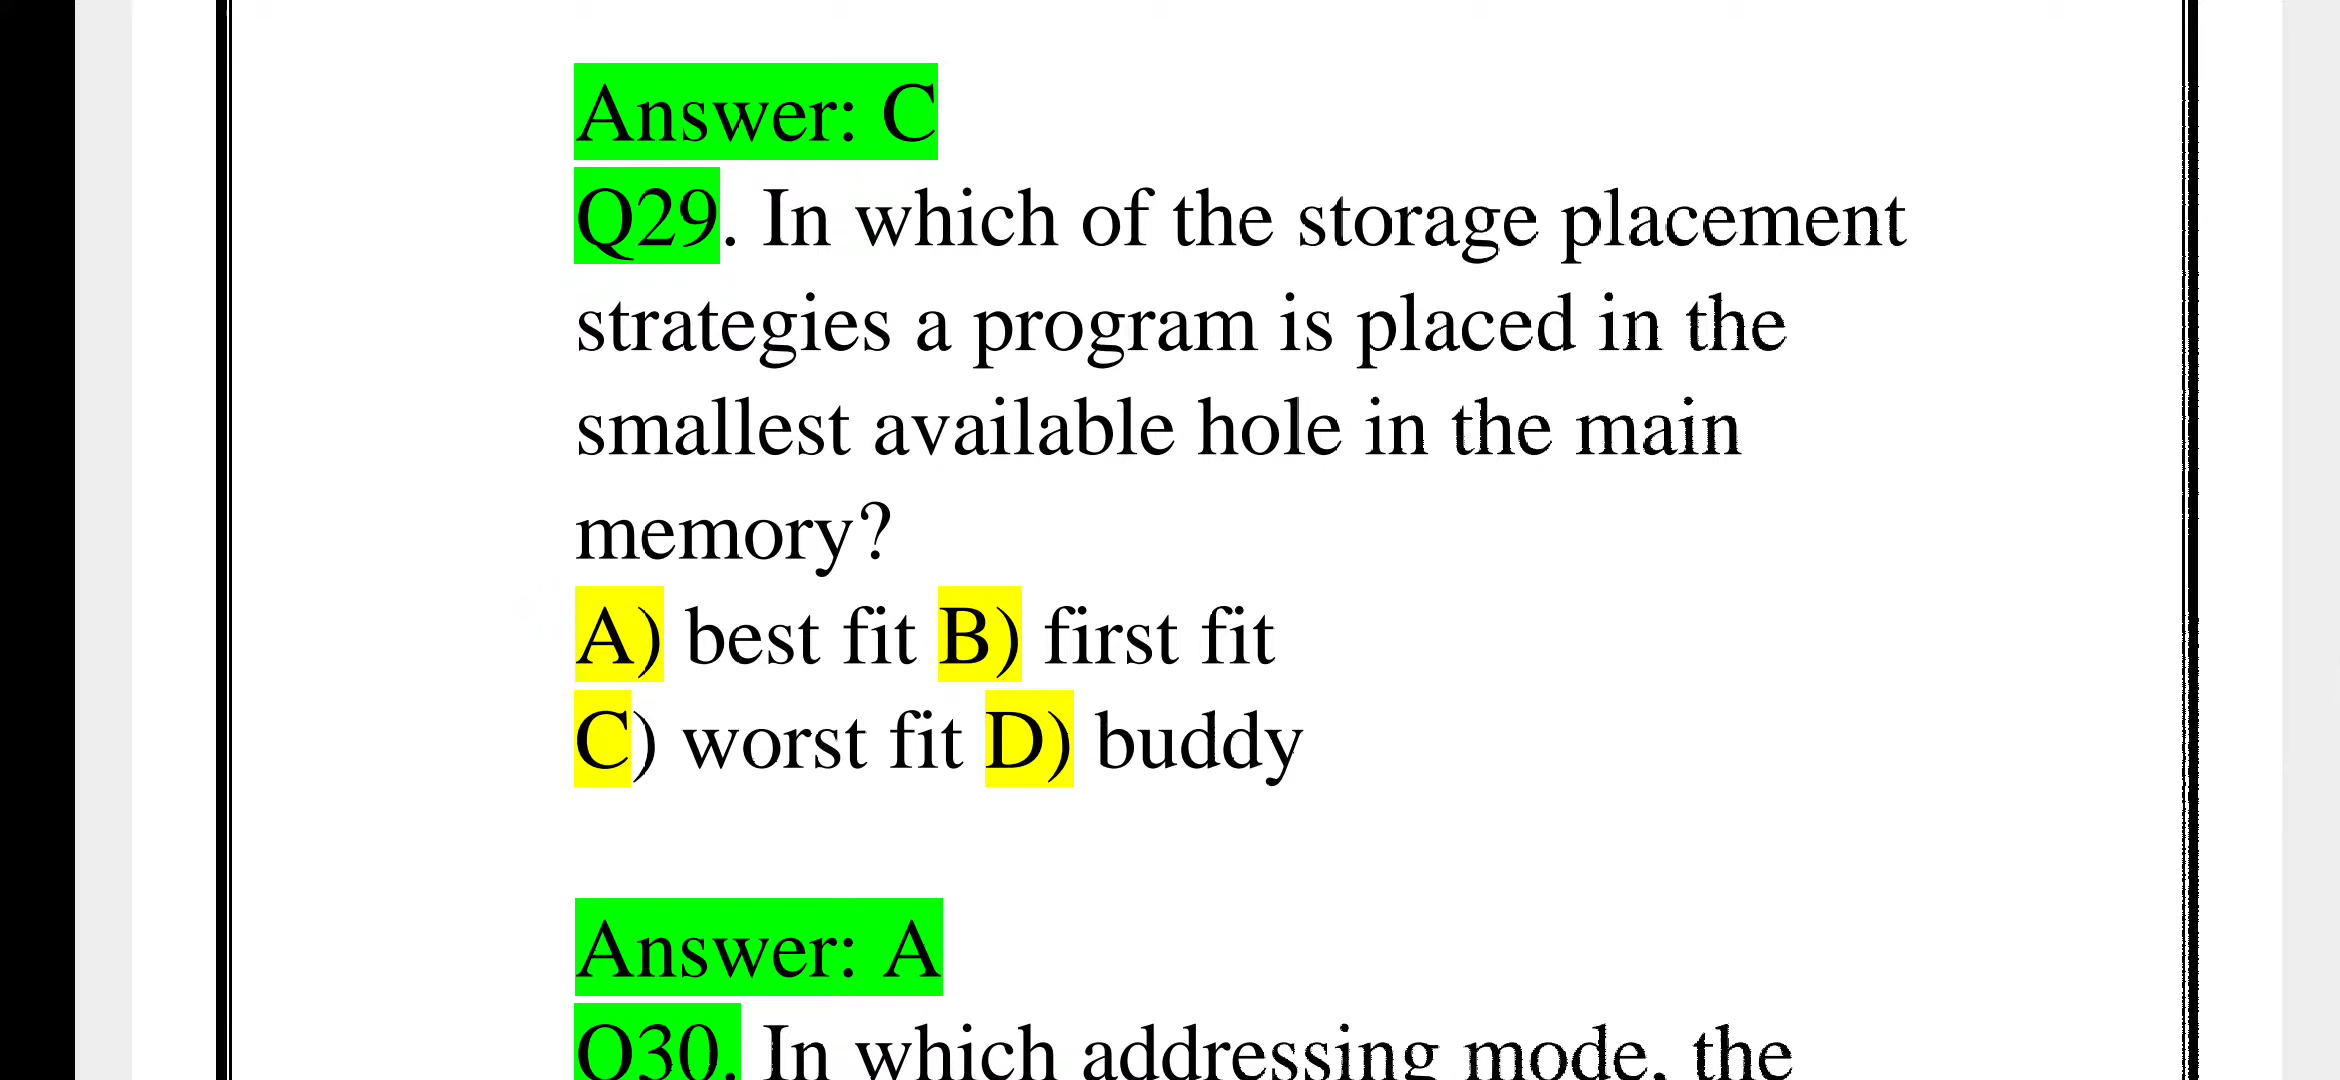 Answer: C
Q29. In which of the storage placement
strategies a program is placed in the
smallest available hole in the main
memory?
A) best fit B) first fit
C) worst fit D) buddy
Answer: A
Q30. In which addressing mode, the